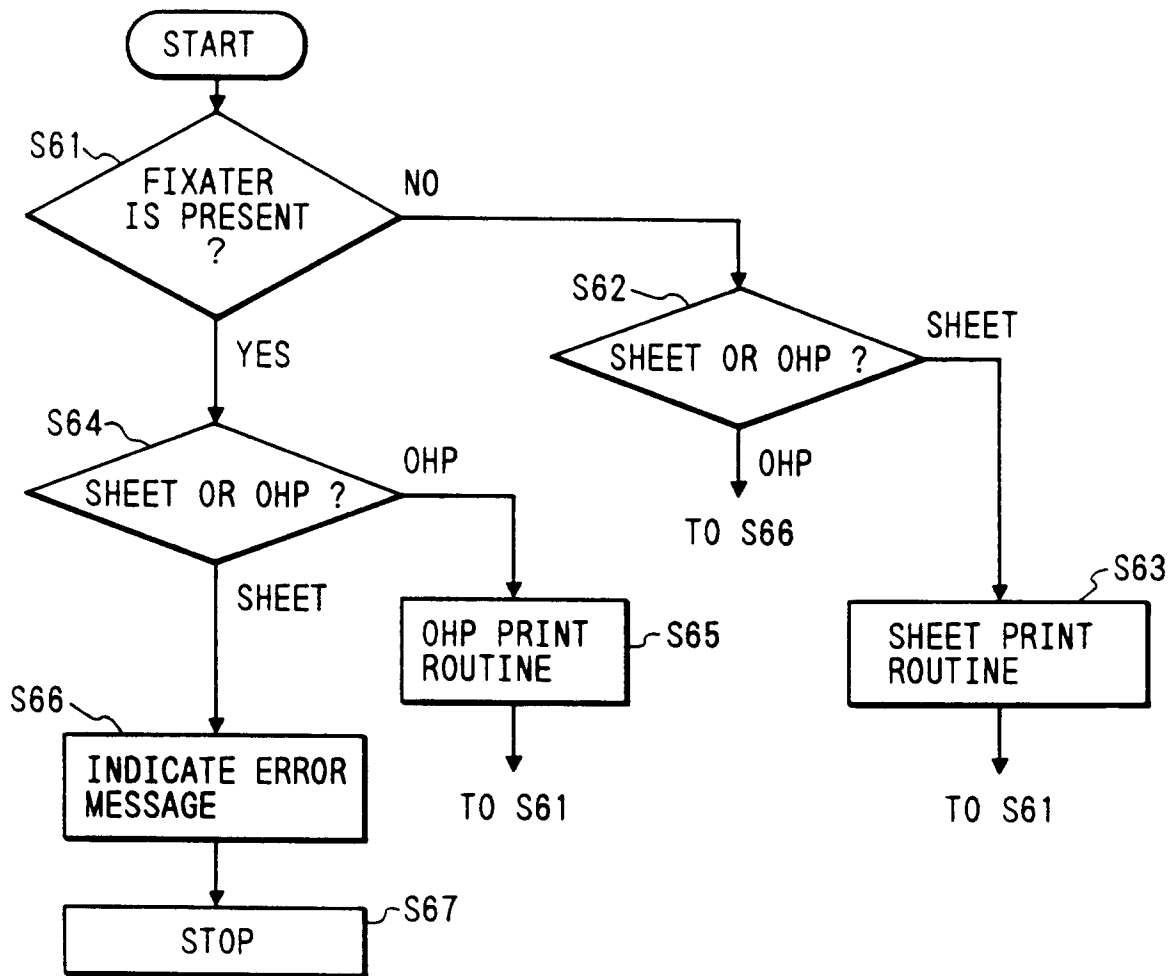 START
S61
FIXATER
IS PRESENT
?
NO
YES
S62
SHEET OR OHP ?
SHEET
OHP
TO S66
S64
SHEET OR OHP ?
OHP
SHEET
S63
SHEET PRINT
ROUTINE
OHP PRINT
ROUTINE
S65
S66
INDICATE ERROR
MESSAGE
TO S61
TO S61
S67
STOP